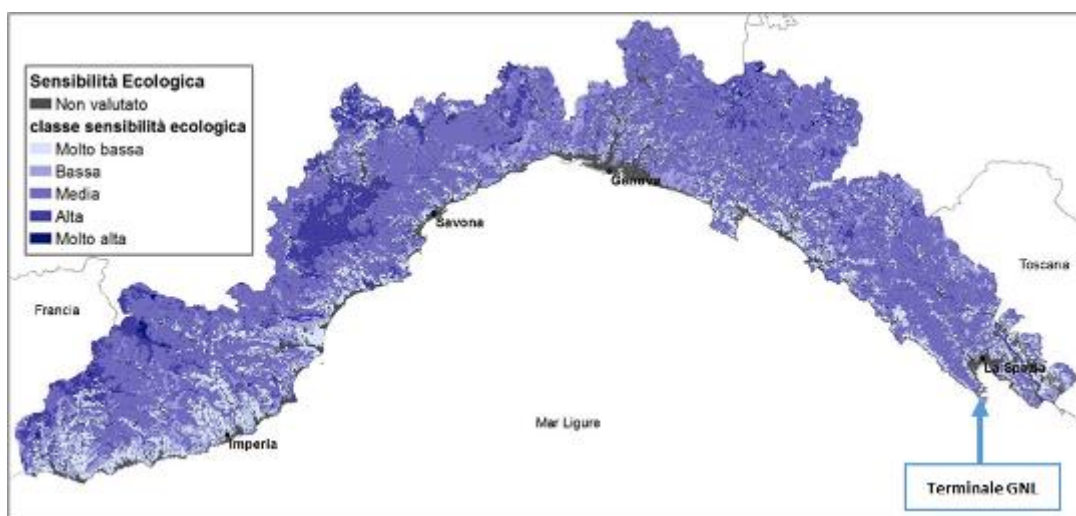 Sensibilità Ecologica
Non valutato
classe sensibilità ecologica
Molto bassa
Bassa
Media
Alta
Molto alta
Genova
Savona
Toscana
Francia
La Spezia
Mar Ligure
Imperia
Terminale GNL